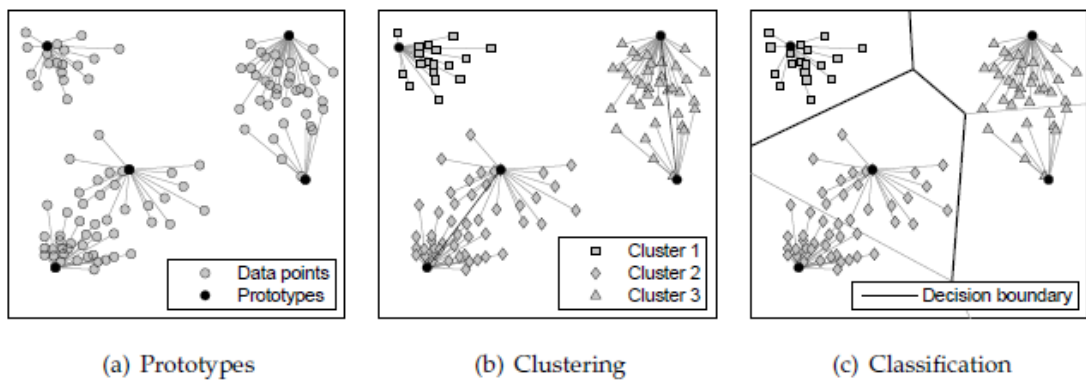 Data points
Prototypes
Cluster 1
Cluster 2
Cluster 3
Decision boundary
(a) Prototypes
(b) Clustering
(c) Classification